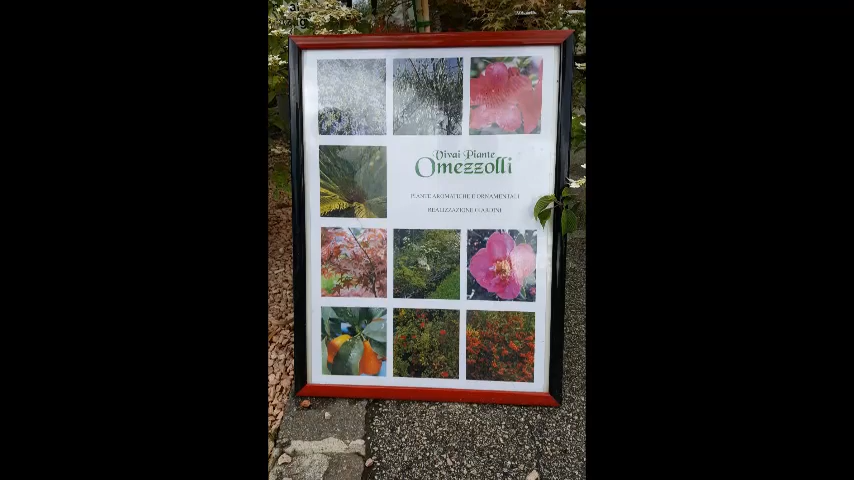 Vivai Piante
Omezzolli
PIANTE AROMATICHE E ORNAMENTALI
REALIZZAZIONE GIARDINI